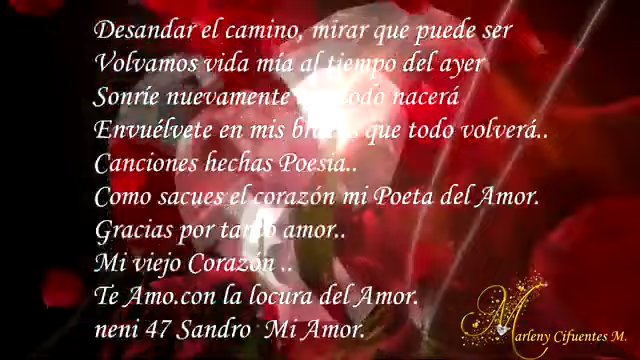 Desandar el camino, mirar que puede ser
Volvamos vida mía al tiempo del ayer
Sonríe nuevamente todo nacerá
Envuélvete en mis brazos que todo volverá..
Canciones hechas Poesia..
Como sacues el corazón mi Poeta del Amor.
Gracias por tanto amor..
Mi viejo Corazón ..
Te Amo.con la locura del Amor.
neni 47 Sandro Mi Amor.
Marleny Cifuentes M.